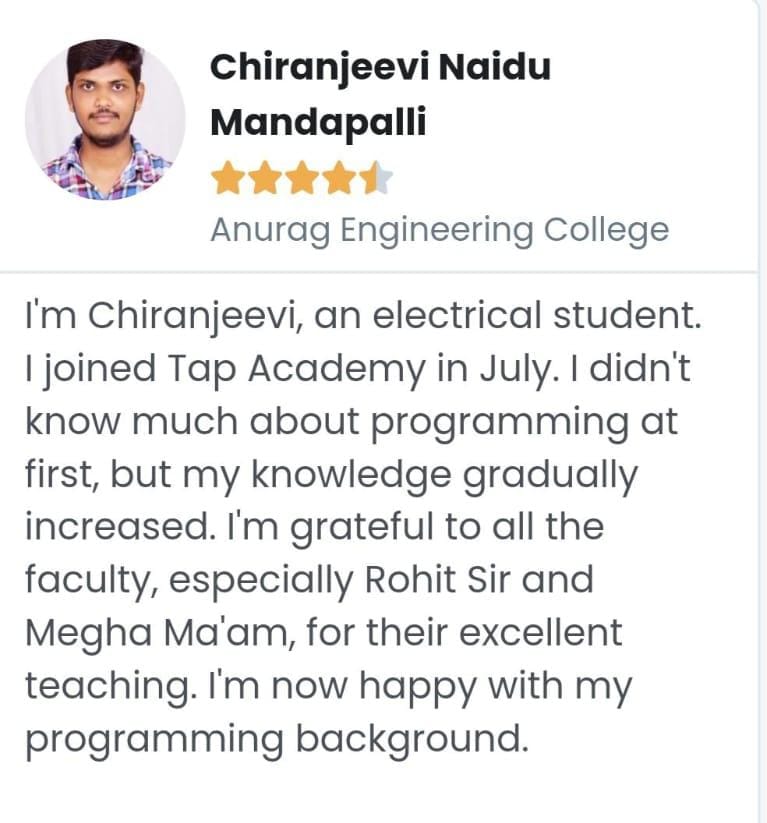 Chiranjeevi Naidu
Mandapalli
Anurag Engineering College
I'm Chiranjeevi, an electrical student.
I joined Tap Academy in July. I didn't
know much about programming at
first, but my knowledge gradually
increased. I'm grateful to all the
faculty, especially Rohit Sir and
Megha Ma'am, for their excellent
teaching. I'm now happy with my
programming background.